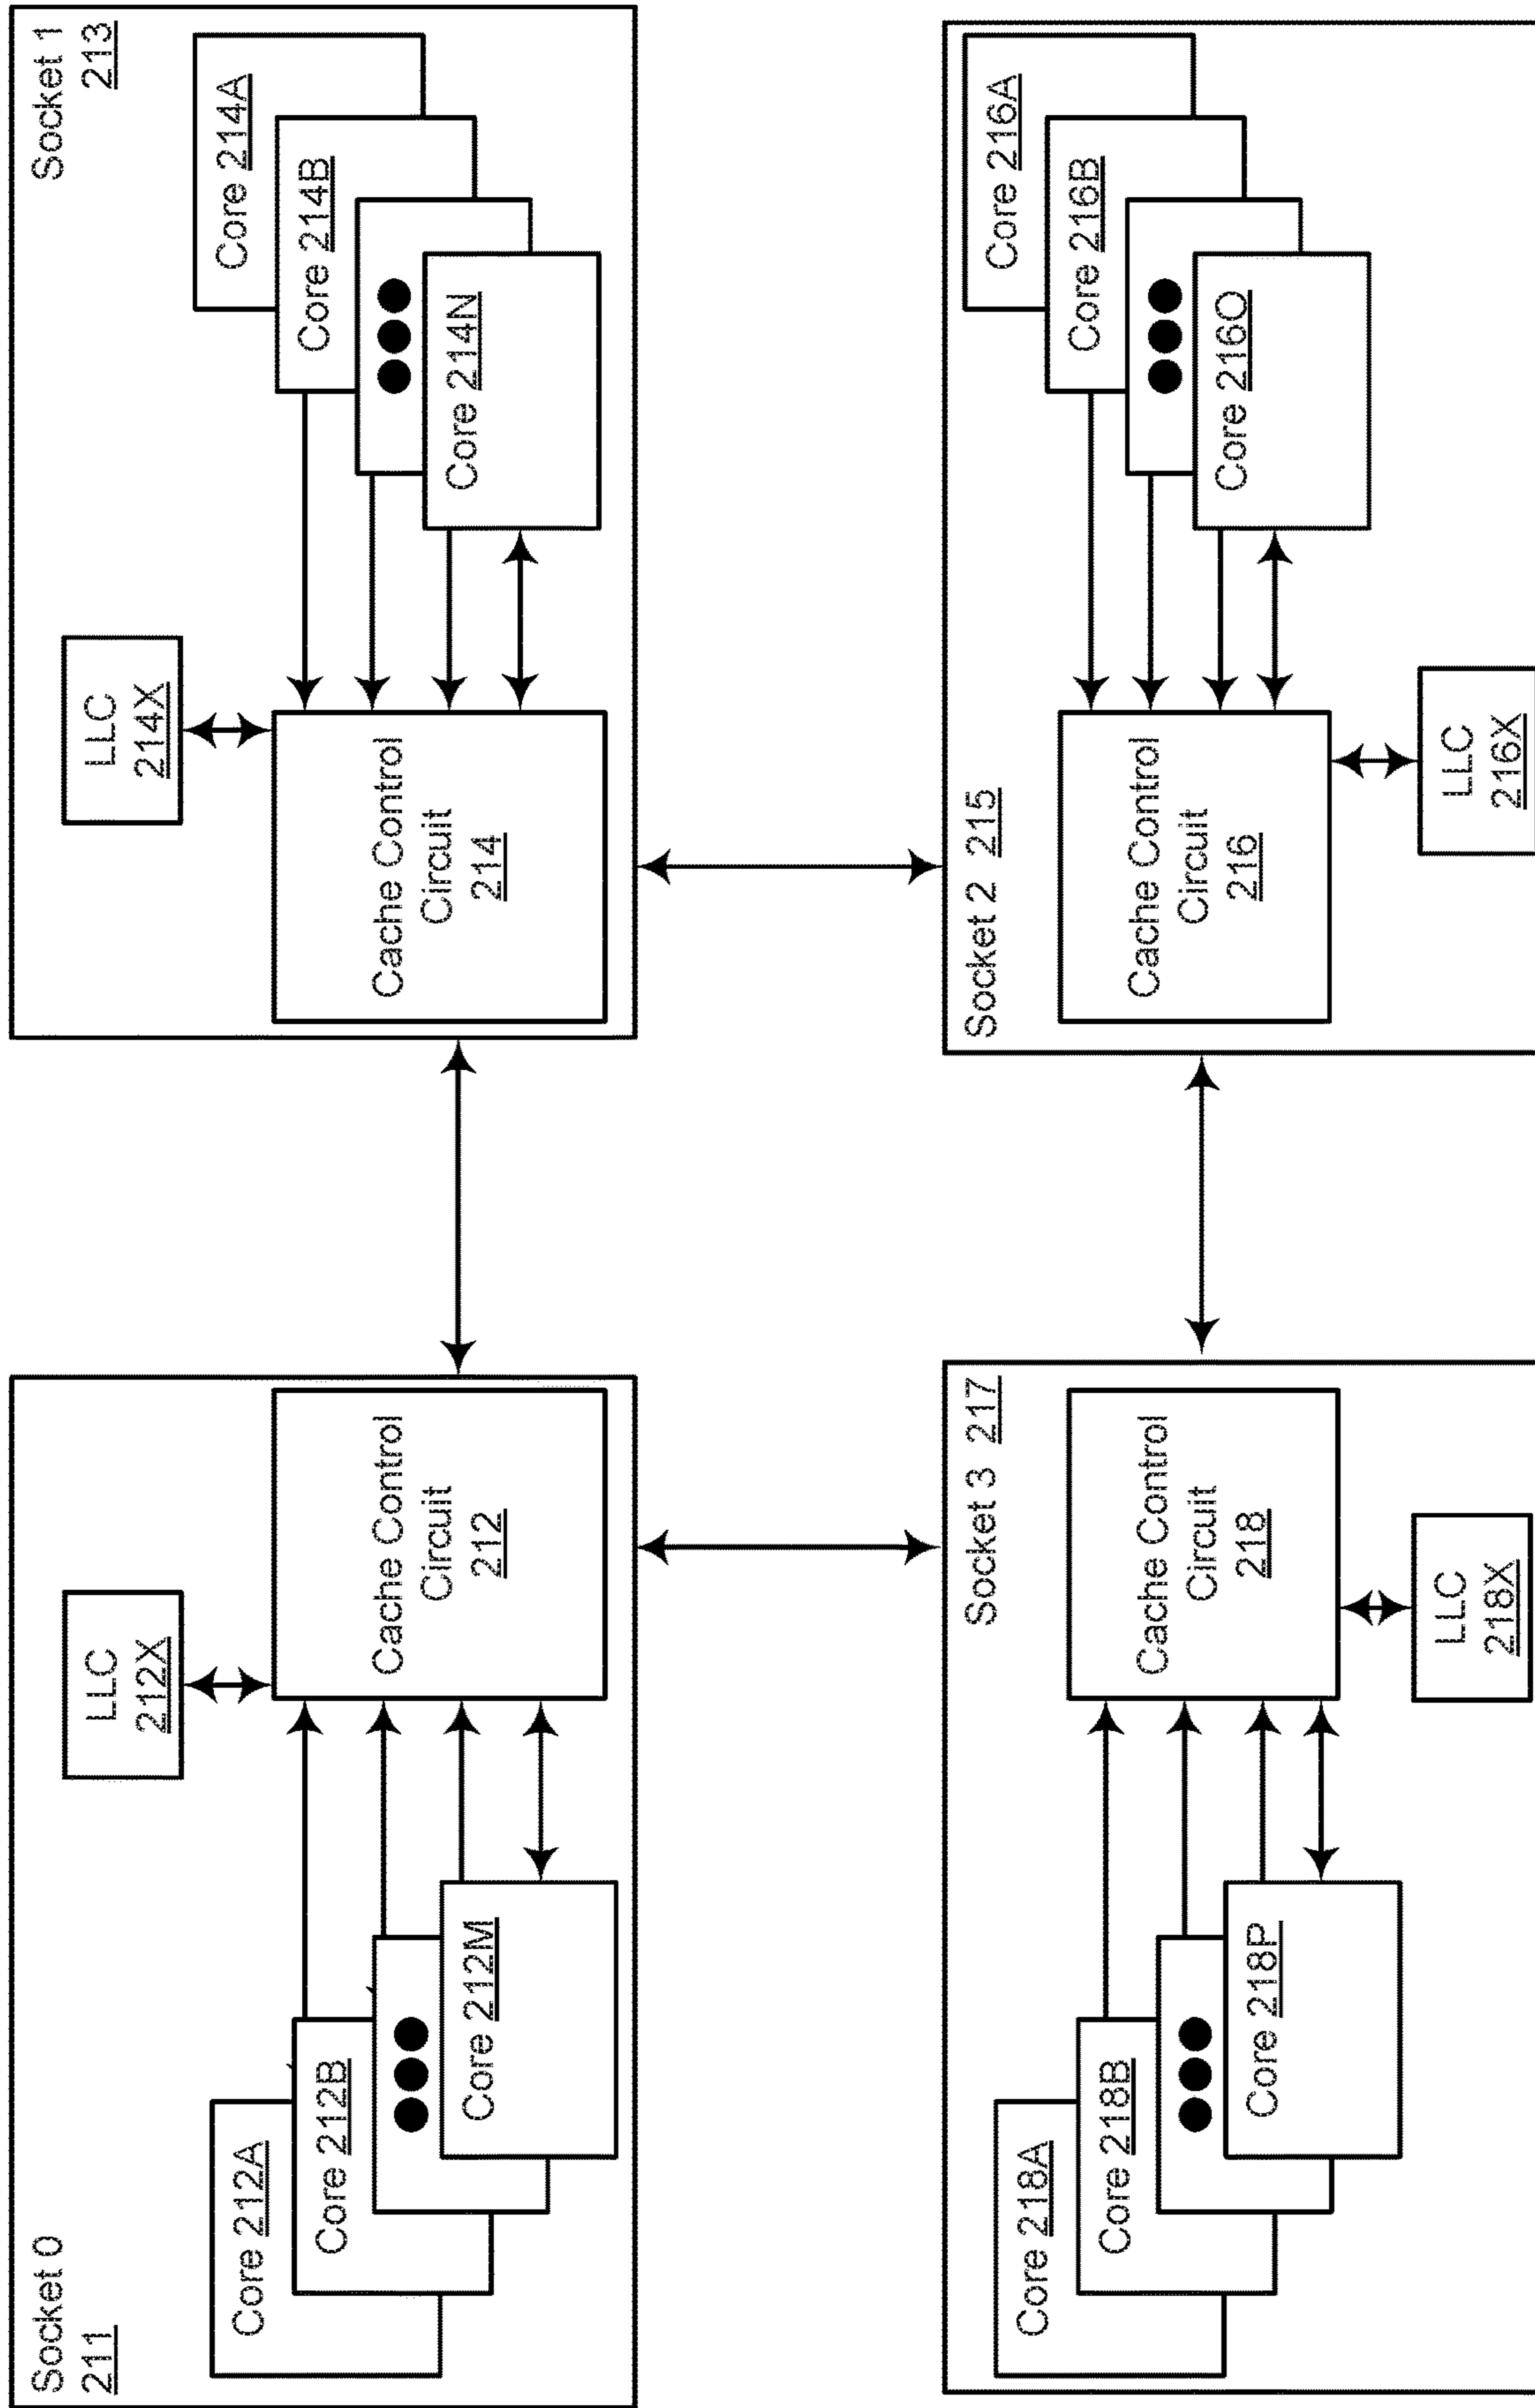 Socket 0
211
Core 212A
Core 212B
Core 212M
LLC
212X
Cache Control
Circuit
212
Socket 1
213
LLC
214X
Cache Control
Circuit
214
Core 214A
Core 214B
Core 214N
Socket 3 217
Core 218A
Core 218B
Core 218P
Cache Control
Circuit
218
LLC
218X
Socket 2 215
Cache Control
Circuit
216
LLC
216X
Core 216A
Core 216B
Core 216O